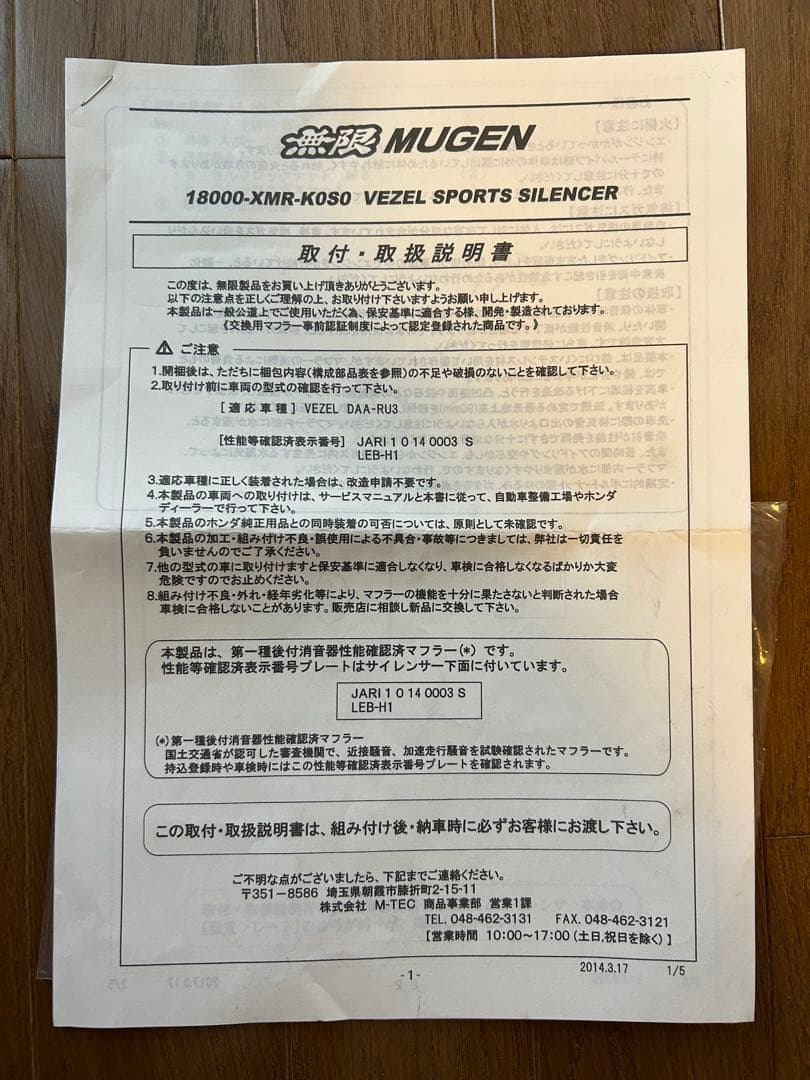 無限 MUGEN
18000-XMR-K0S0 VEZEL SPORTS SILENCER
取付・取扱説明書
この度は、無限製品をお買い上げ頂きありがとうございます。
以下の注意点を正しくご理解の上、お取り付け下さいますようお願い申し上げます。
本製品は一般公道上でご使用いただく為、保安基準に適合する様、開発・製造されております。
《交換用マフラー事前認証制度によって認定登録された商品です。》
ご注意
1.開梱後は、ただちに梱包内容(構成部品表を参照)の不足や破損のないことを確認して下さい。
2.取り付け前に車両の型式の確認を行って下さい。
[ 適応車種 ] VEZEL DAA-RU3
[性能等確認済表示番号] JARI 1 0 14 0003 S
LEB-H1
3.適応車種に正しく装着された場合は、改造申請不要です。
4.本製品の車両への取り付けは、サービスマニュアルと本書に従って、自動車整備工場やホンダ
ディーラーで行って下さい。
5.本製品のホンダ純正用品との同時装着の可否については、原則として未確認です。
6.本製品の加工・組み付け不良・誤使用による不具合・事故等につきましては、弊社は一切責任を
負いませんのでご了承ください。
7.他の型式の車に取り付けますと保安基準に適合しなくなり、車検に合格しなくなるばかりか大変
危険ですのでお止めください。
8.組み付け不良・外れ・経年劣化等により、マフラーの機能を十分に果たさないと判断された場合
車検に合格しないことがあります。販売店に相談し新品に交換して下さい。
本製品は、第一種後付消音器性能確認済マフラー(*)です。
性能等確認済表示番号プレートはサイレンサー下面に付いています。
JARI 1 0 14 0003 S
LEB-H1
(*)第一種後付消音器性能確認済マフラー
国土交通省が認可した審査機関で、近接騒音、加速走行騒音を試験確認されたマフラーです。
持込登録時や車検時にはこの性能等確認済表示番号プレートを確認されます。
この取付・取扱説明書は、組み付け後・納車時に必ずお客様にお渡し下さい。
ご不明な点がございましたら、下記までご連絡ください。
〒351-8586 埼玉県朝霞市膝折町2-15-11
株式会社 M-TEC 商品事業部 営業1課
TEL. 048-462-3131 FAX. 048-462-3121
【営業時間 10:00~17:00 (土日,祝日を除く) 】
- 1 -
2014.3.17 1/5